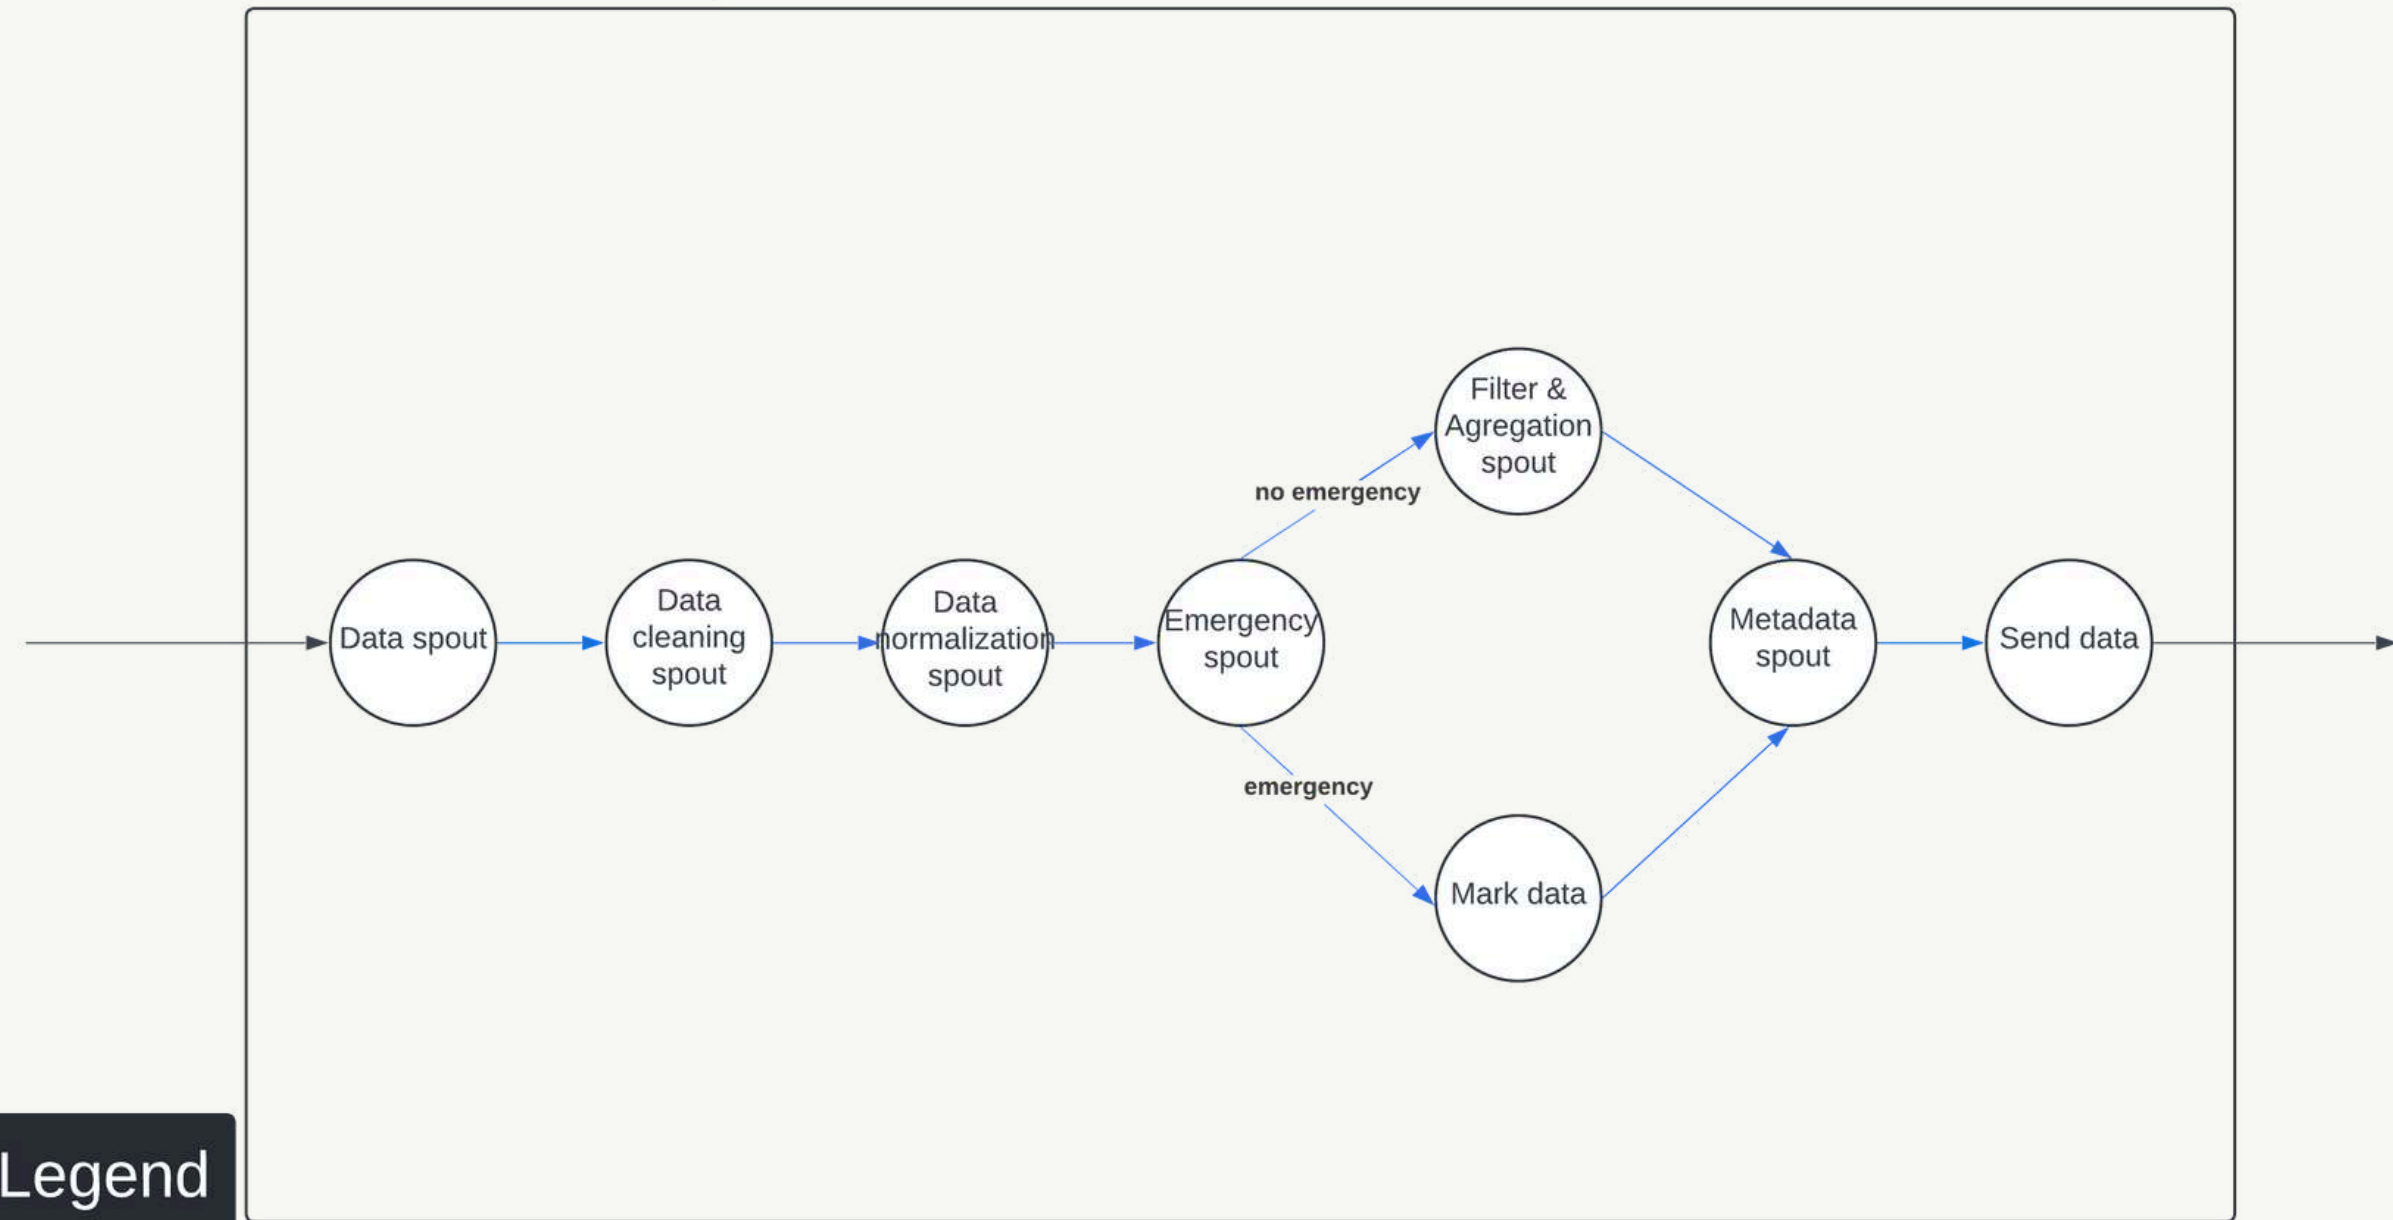 Data spout
Data
cleaning
spout
Data
normalization
spout
Emergency
spout
no emergency
emergency
Filter &
Agregation
spout
Mark data
Metadata
spout
Send data
Legend